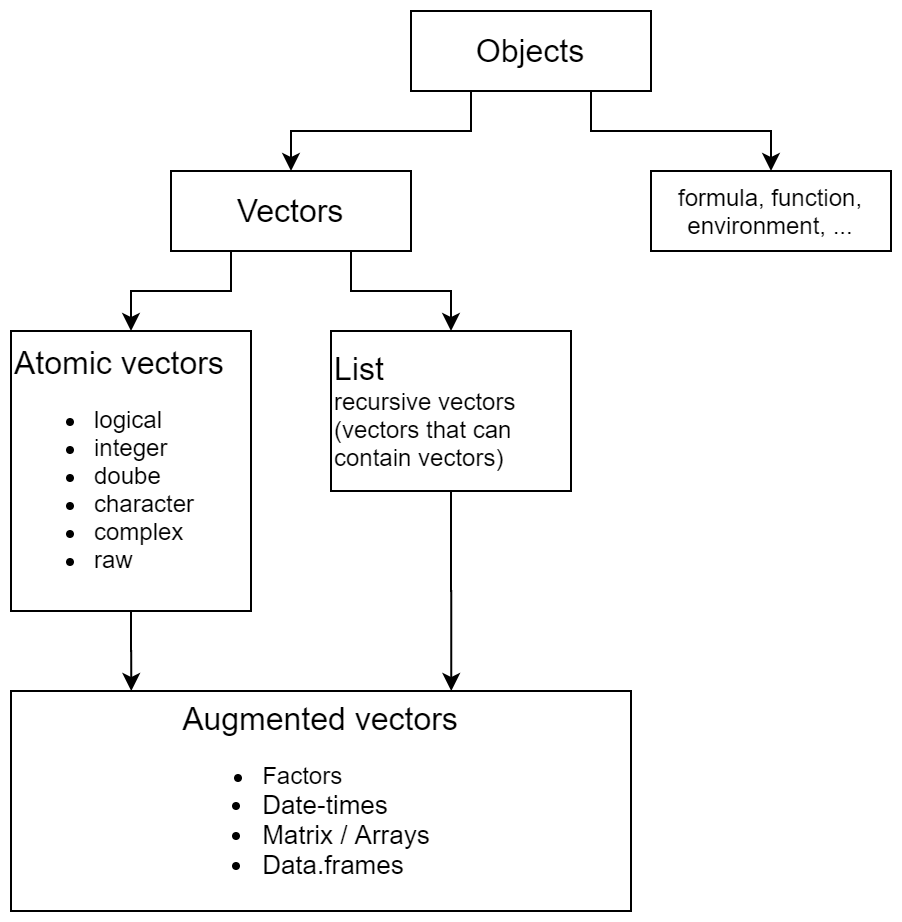 Objects
Vectors
formula, function,
environment, ...
Atomic vectors
logical
integer
doube
character
complex
raw
List
recursive vectors
(vectors that can
contain vectors)
Augmented vectors
Factors
Date-times
Matrix / Arrays
Data.frames